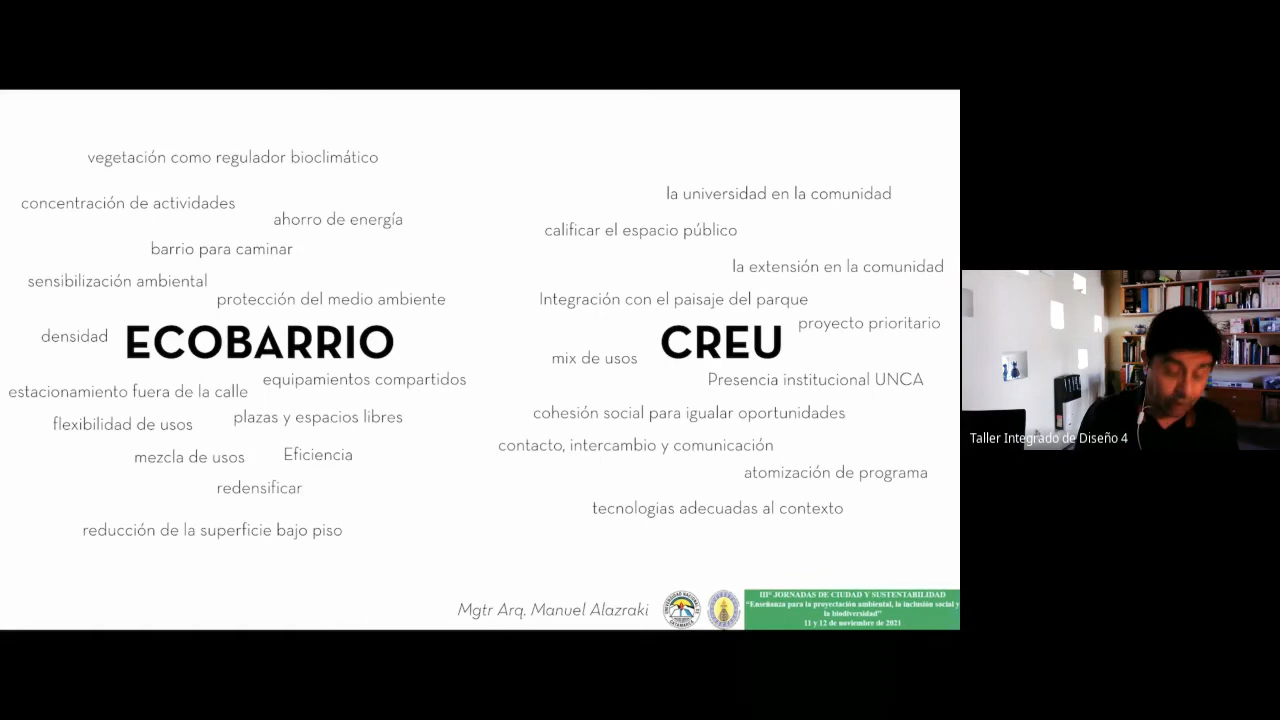 vegetación como regulador bioclimático
concentración de actividades
ahorro de energía
barrio para caminar
sensibilización ambiental
protección del medio ambiente
densidad
ECOBARRIO
equipamientos compartidos
estacionamiento fuera de la calle
plazas y espacios libres
flexibilidad de usos
Eficiencia
mezcla de usos
redensificar
reducción de la superficie bajo piso
la universidad en la comunidad
calificar el espacio público
la extensión en la comunidad
Integración con el paisaje del parque
proyecto prioritario
CREU
mix de usos
Presencia institucional UNCA
cohesión social para igualar oportunidades
contacto, intercambio y comunicación
atomización de programa
tecnologias adecuadas al contexto
Mgtr Arq. Manuel Alazraki
III° JORNADAS DE CIUDAD Y SUSTENTABILIDAD
“Enseñanza para la proyectación ambiental, la inclusión social y
la biodiversidad”
11 y 12 de noviembre de 2021
Taller Integrado de Diseño 4